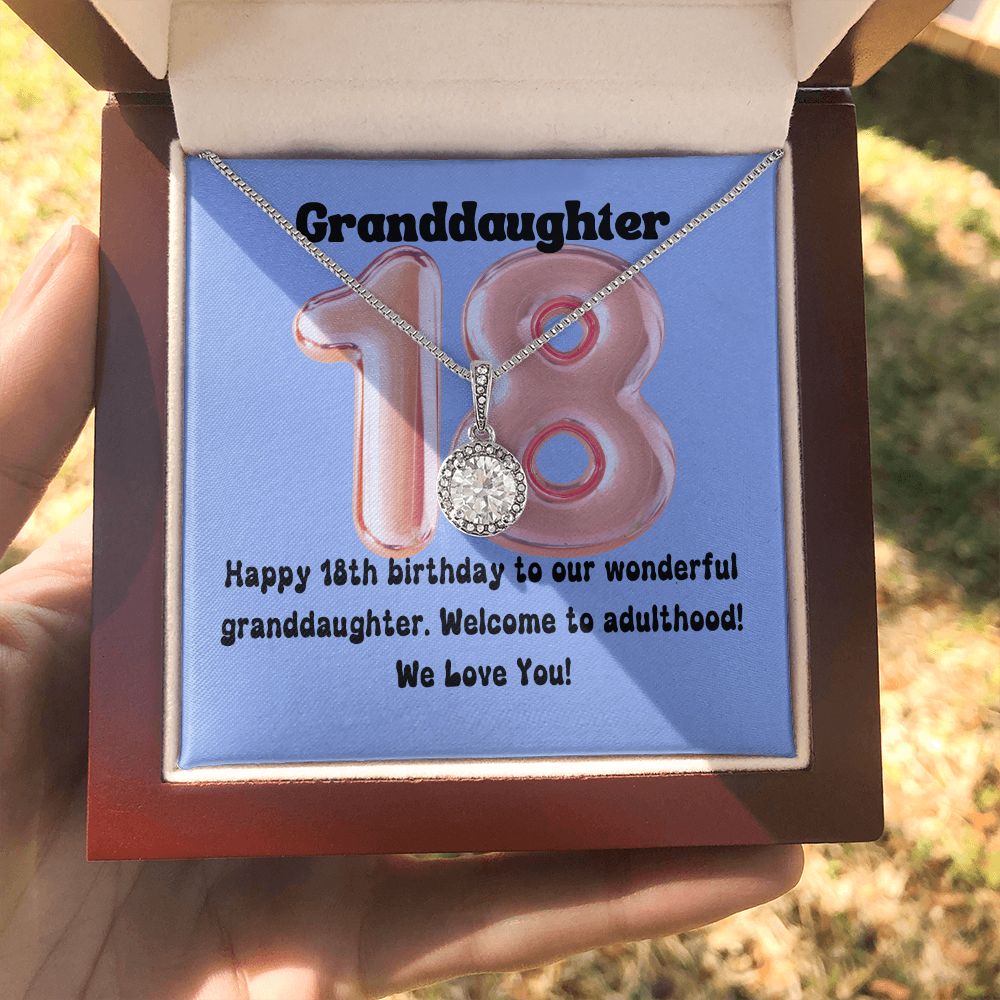 Granddaughter
18
Happy 18th birthday to our wonderful
granddaughter. Welcome to adulthood!
We Love You!